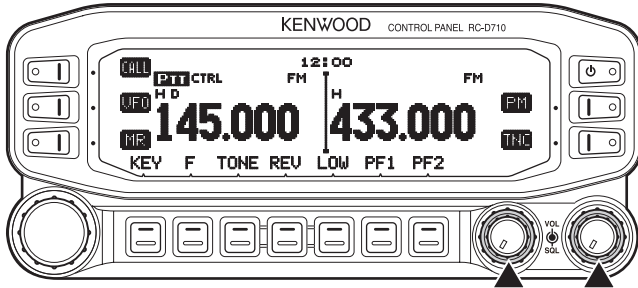 KENWOOD CONTROL PANEL RC-D710
12:00
CALL PTT CTRL FM FM
VFO H D H PM
145.000 433.000
MR TNC
KEY F TONE REV LOW PF1 PF2
VOL
SQL